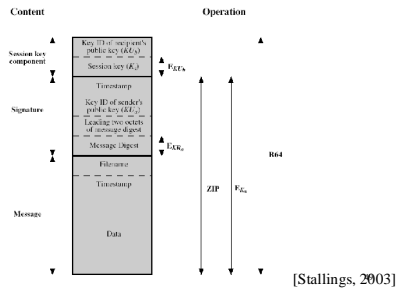 Content
Operation
Session key
component
Key ID of recipient's
public key (KUb)
Session key (Ks)
EKUb
Signature
Timestamp
Key ID of sender's
public key (KUa)
Leading two octets
of message digest
Message Digest
EKRa
Message
Filename
Timestamp
Data
ZIP
EKs
R64
[Stallings, 2003]